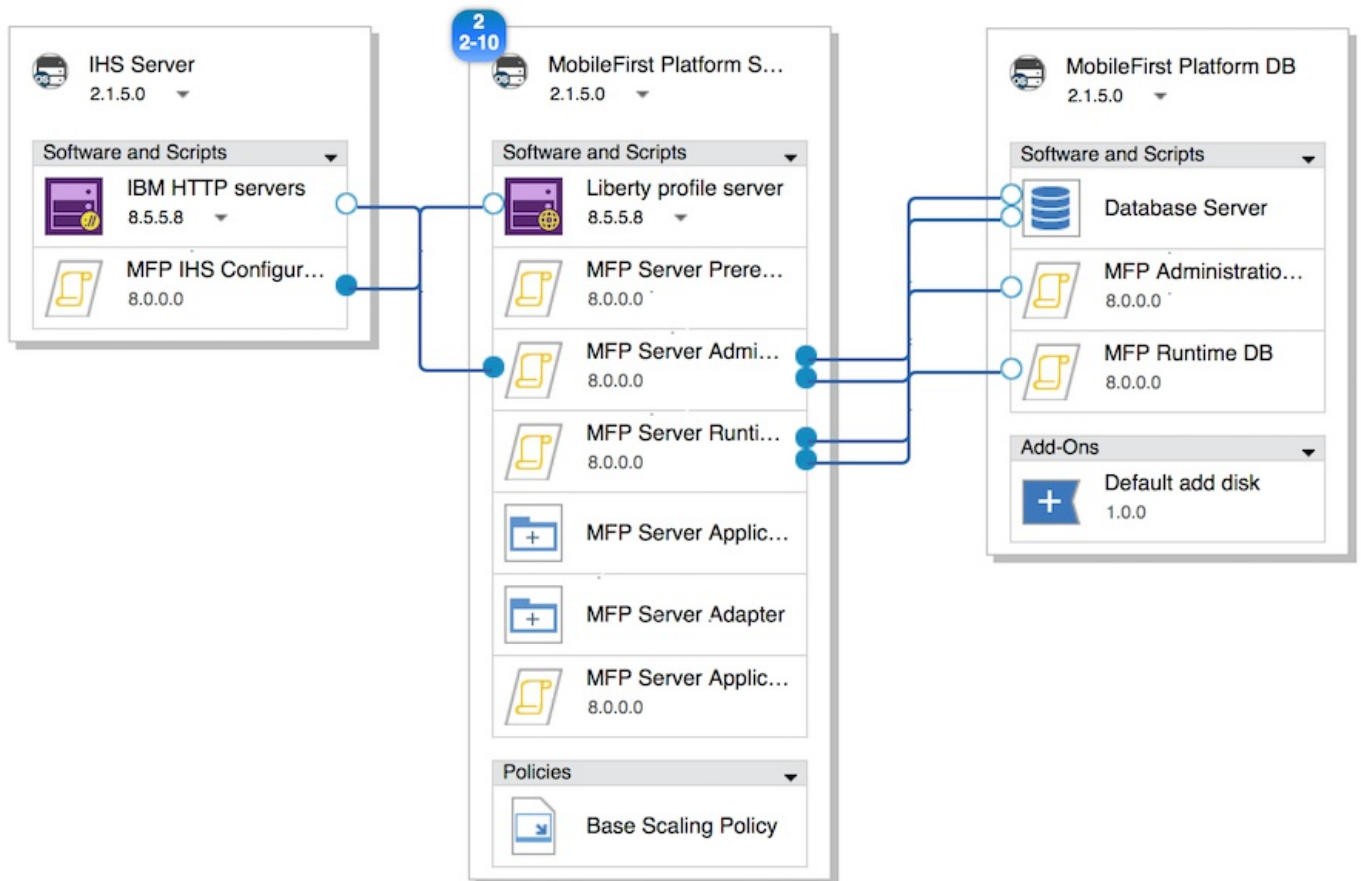 IHS Server
2.1.5.0
Software and Scripts
IBM HTTP servers
8.5.5.8
MFP IHS Configur...
8.0.0.0
2
2-10
MobileFirst Platform S...
2.1.5.0
Software and Scripts
Liberty profile server
8.5.5.8
MFP Server Prere...
8.0.0.0
MFP Server Admi...
8.0.0.0
MFP Server Runti...
8.0.0.0
MFP Server Applic...
MFP Server Adapter
MFP Server Applic...
8.0.0.0
Policies
Base Scaling Policy
MobileFirst Platform DB
2.1.5.0
Software and Scripts
Database Server
MFP Administratio...
8.0.0.0
MFP Runtime DB
8.0.0.0
Add-Ons
Default add disk
1.0.0